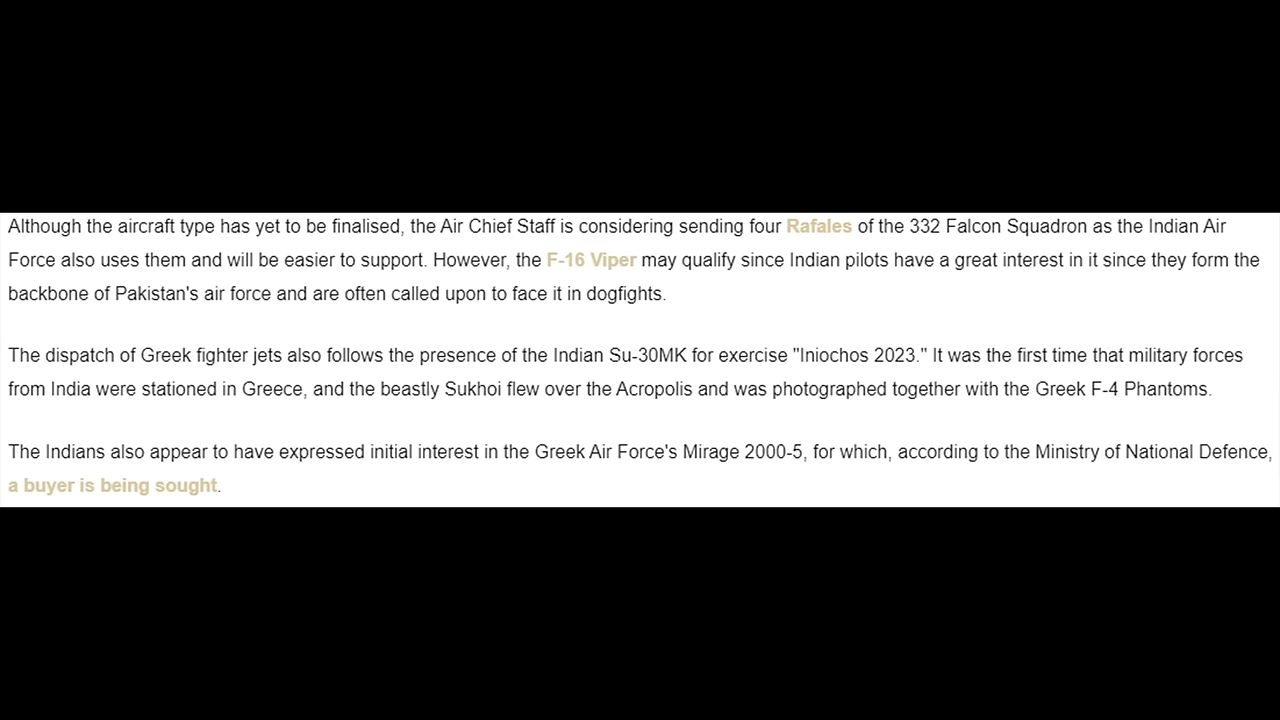 Although the aircraft type has yet to be finalised, the Air Chief Staff is considering sending four Rafales of the 332 Falcon Squadron as the Indian Air
Force also uses them and will be easier to support. However, the F-16 Viper may qualify since Indian pilots have a great interest in it since they form the
backbone of Pakistan's air force and are often called upon to face it in dogfights.
The dispatch of Greek fighter jets also follows the presence of the Indian Su-30MK for exercise "Iniochos 2023." It was the first time that military forces
from India were stationed in Greece, and the beastly Sukhoi flew over the Acropolis and was photographed together with the Greek F-4 Phantoms.
The Indians also appear to have expressed initial interest in the Greek Air Force's Mirage 2000-5, for which, according to the Ministry of National Defence,
a buyer is being sought.